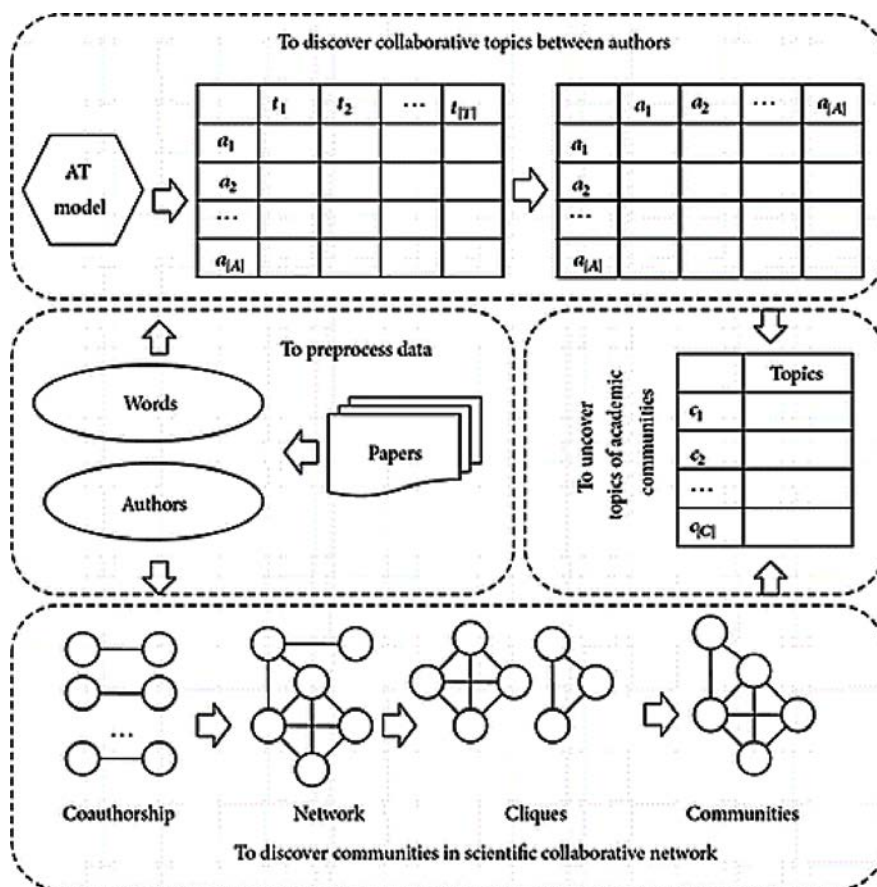 To discover collaborative topics between authors
AT
model
t1 t2 ... t|T|
a1
a2
...
a|A|
a1 a2 ... a|A|
a1
a2
...
a|A|
To preprocess data
Words
Authors
Papers
To uncover
topics of academic
communities
Topics
c1
c2
...
c|C|
...
Coauthorship Network Cliques Communities
To discover communities in scientific collaborative network